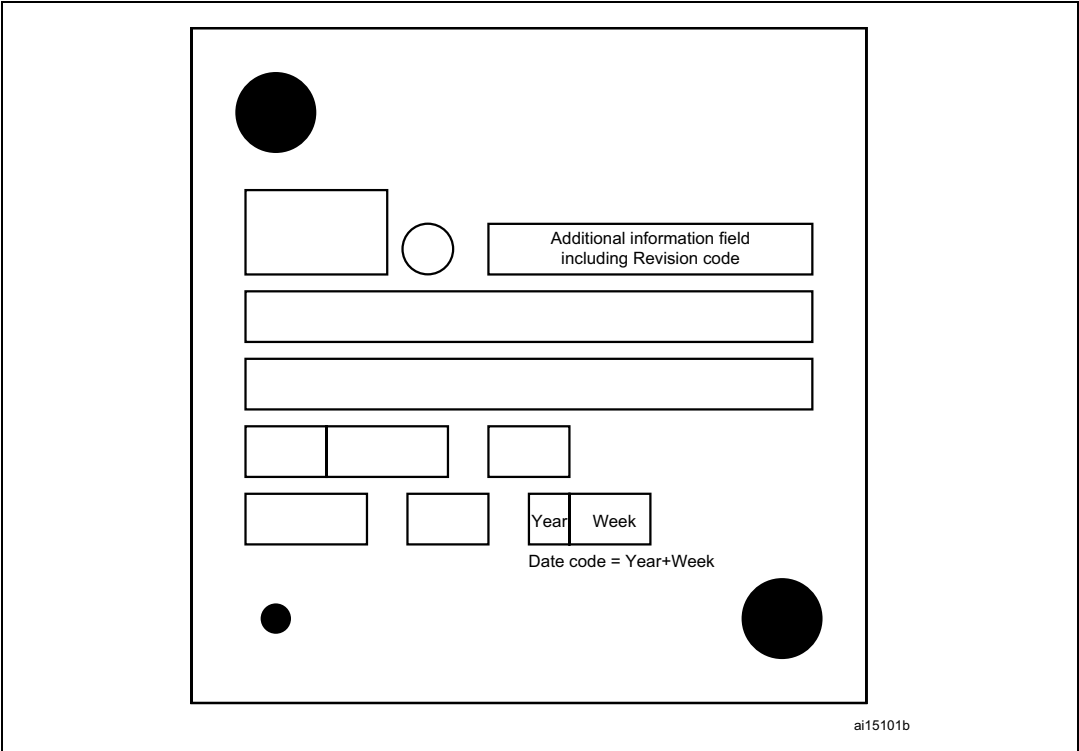 Additional information field
including Revision code
Year Week
Date code = Year+Week
ai15101b